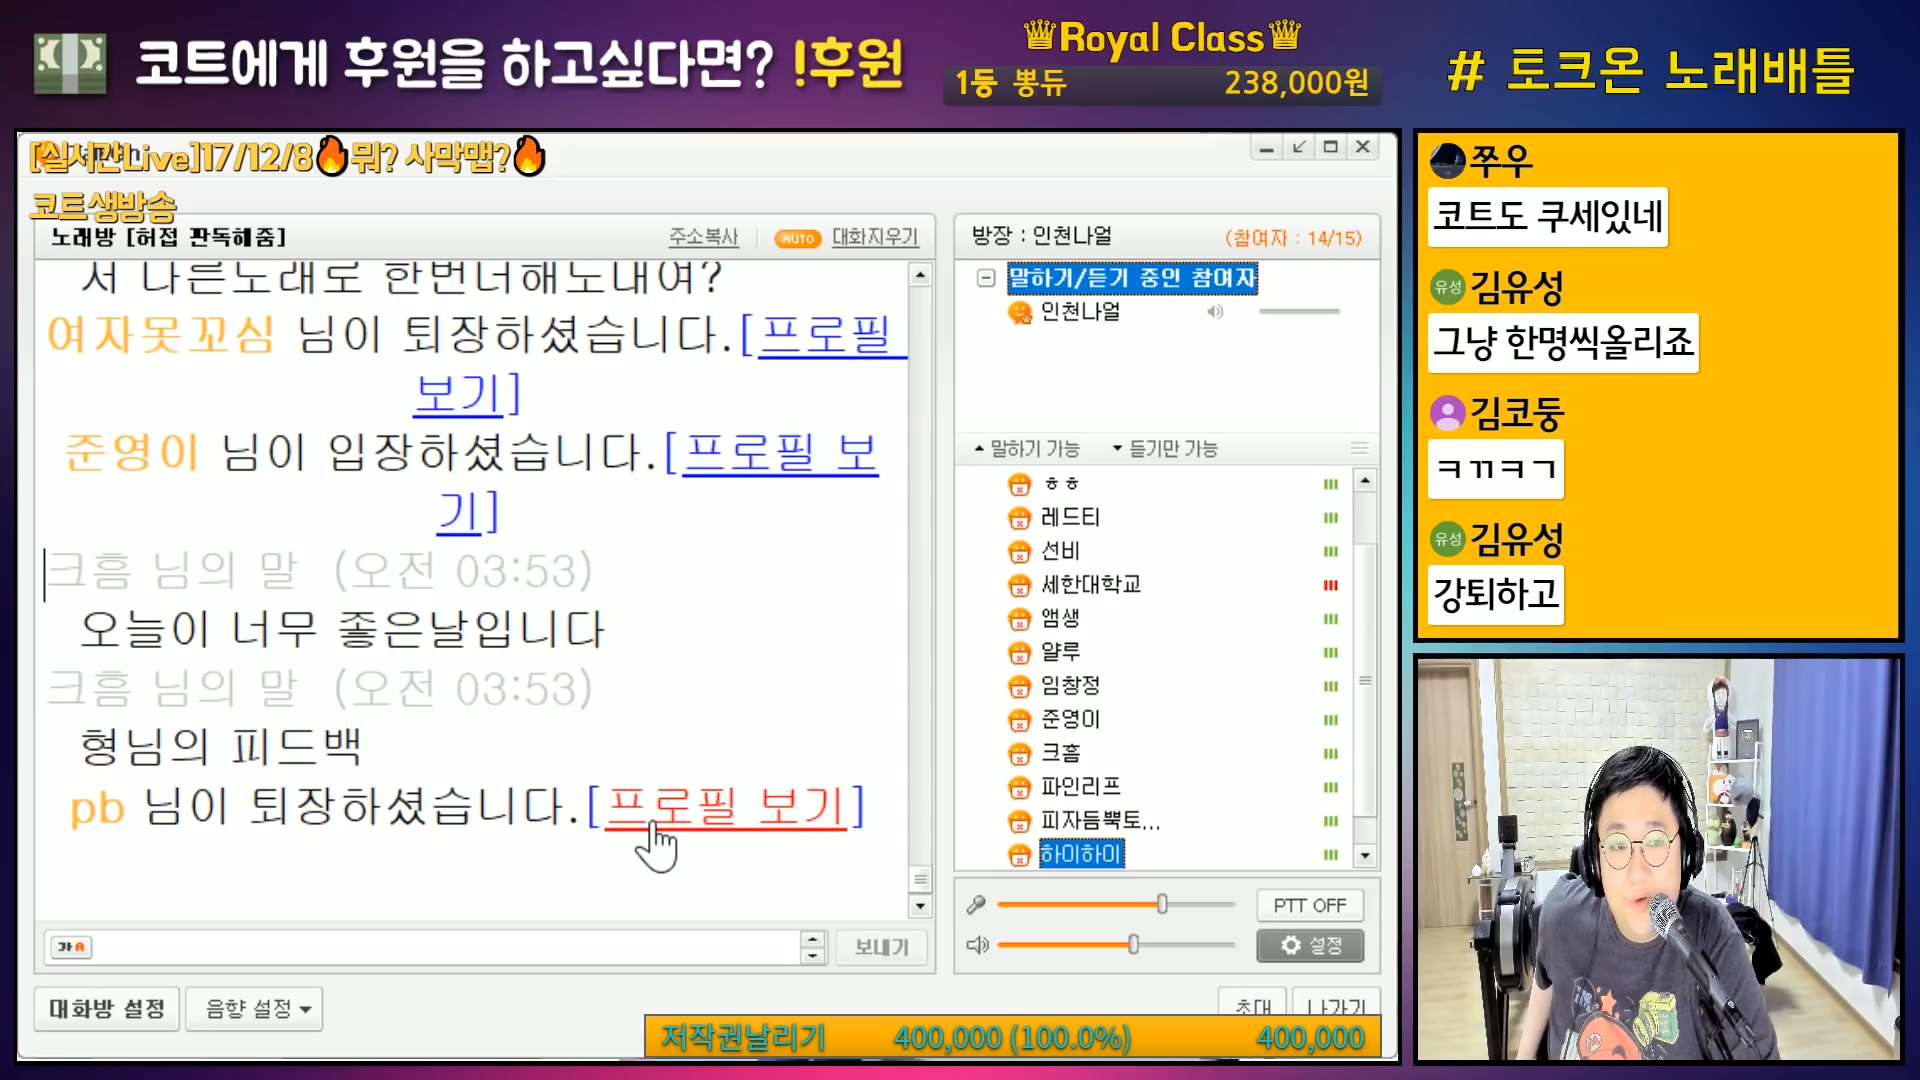 코트에게 후원을 하고싶다면? !후원
♛Royal Class♛
1등 뽕듀 238,000원
# 토크온 노래배틀
[실시간Live]17/12/8🔥뭐? 사막맵?🔥
코트생방송
노래방 [허접 판독해줌]
주소복사
AUTO 대화지우기
서 다른노래도 한번더해보내여?
여자못꼬심 님이 퇴장하셨습니다.[프로필
보기]
준영이 님이 입장하셨습니다.[프로필 보
기]
크흠 님의 말 (오전 03:53)
오늘이 너무 좋은날입니다
크흠 님의 말 (오전 03:53)
형님의 피드백
pb 님이 퇴장하셨습니다.[프로필 보기]
가A
보내기
대화방 설정
음향 설정
방장 : 인천나얼
(참여자 : 14/15)
말하기/듣기 중인 참여자
인천나얼
말하기 가능
듣기만 가능
ㅎㅎ
레드티
선비
세한대학교
앰생
얄루
임창정
준영이
크흠
파인리프
피자듬뿍토...
하이하이
PTT OFF
설정
초대
나가기
저작권날리기 400,000 (100.0%) 400,000
쭈우
코트도 쿠세있네
유성 김유성
그냥 한명씩올리죠
김코둥
ㅋㄲㅋㄱ
유성 김유성
강퇴하고